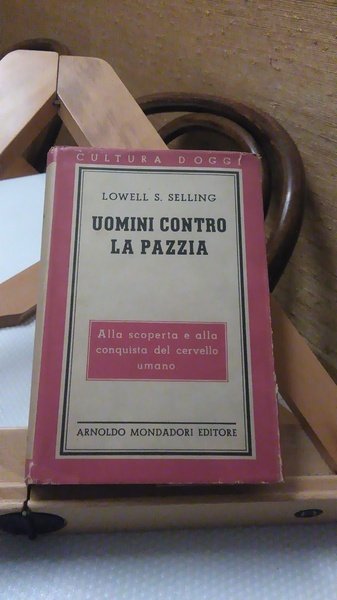 CULTURA D'OGGI
LOWELL S. SELLING
UOMINI CONTRO
LA PAZZIA
Alla scoperta e alla
conquista del cervello
umano
ARNOLDO MONDADORI EDITORE